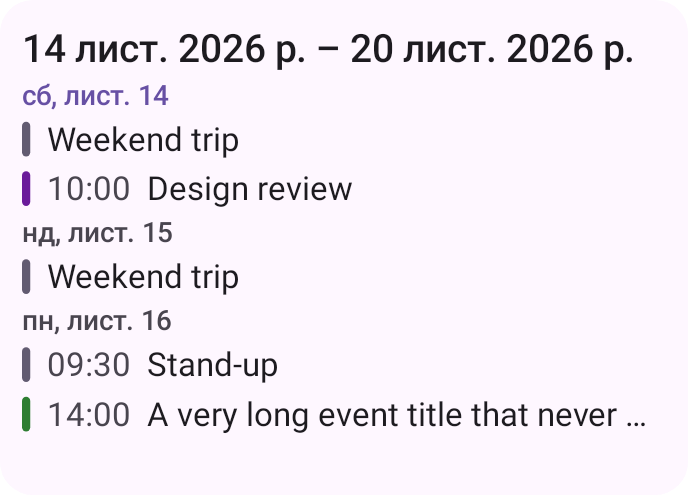 14 лист. 2026 р. – 20 лист. 2026 р.
сб, лист. 14
Weekend trip
10:00 Design review
нд, лист. 15
Weekend trip
пн, лист. 16
09:30 Stand-up
14:00 A very long event title that never …